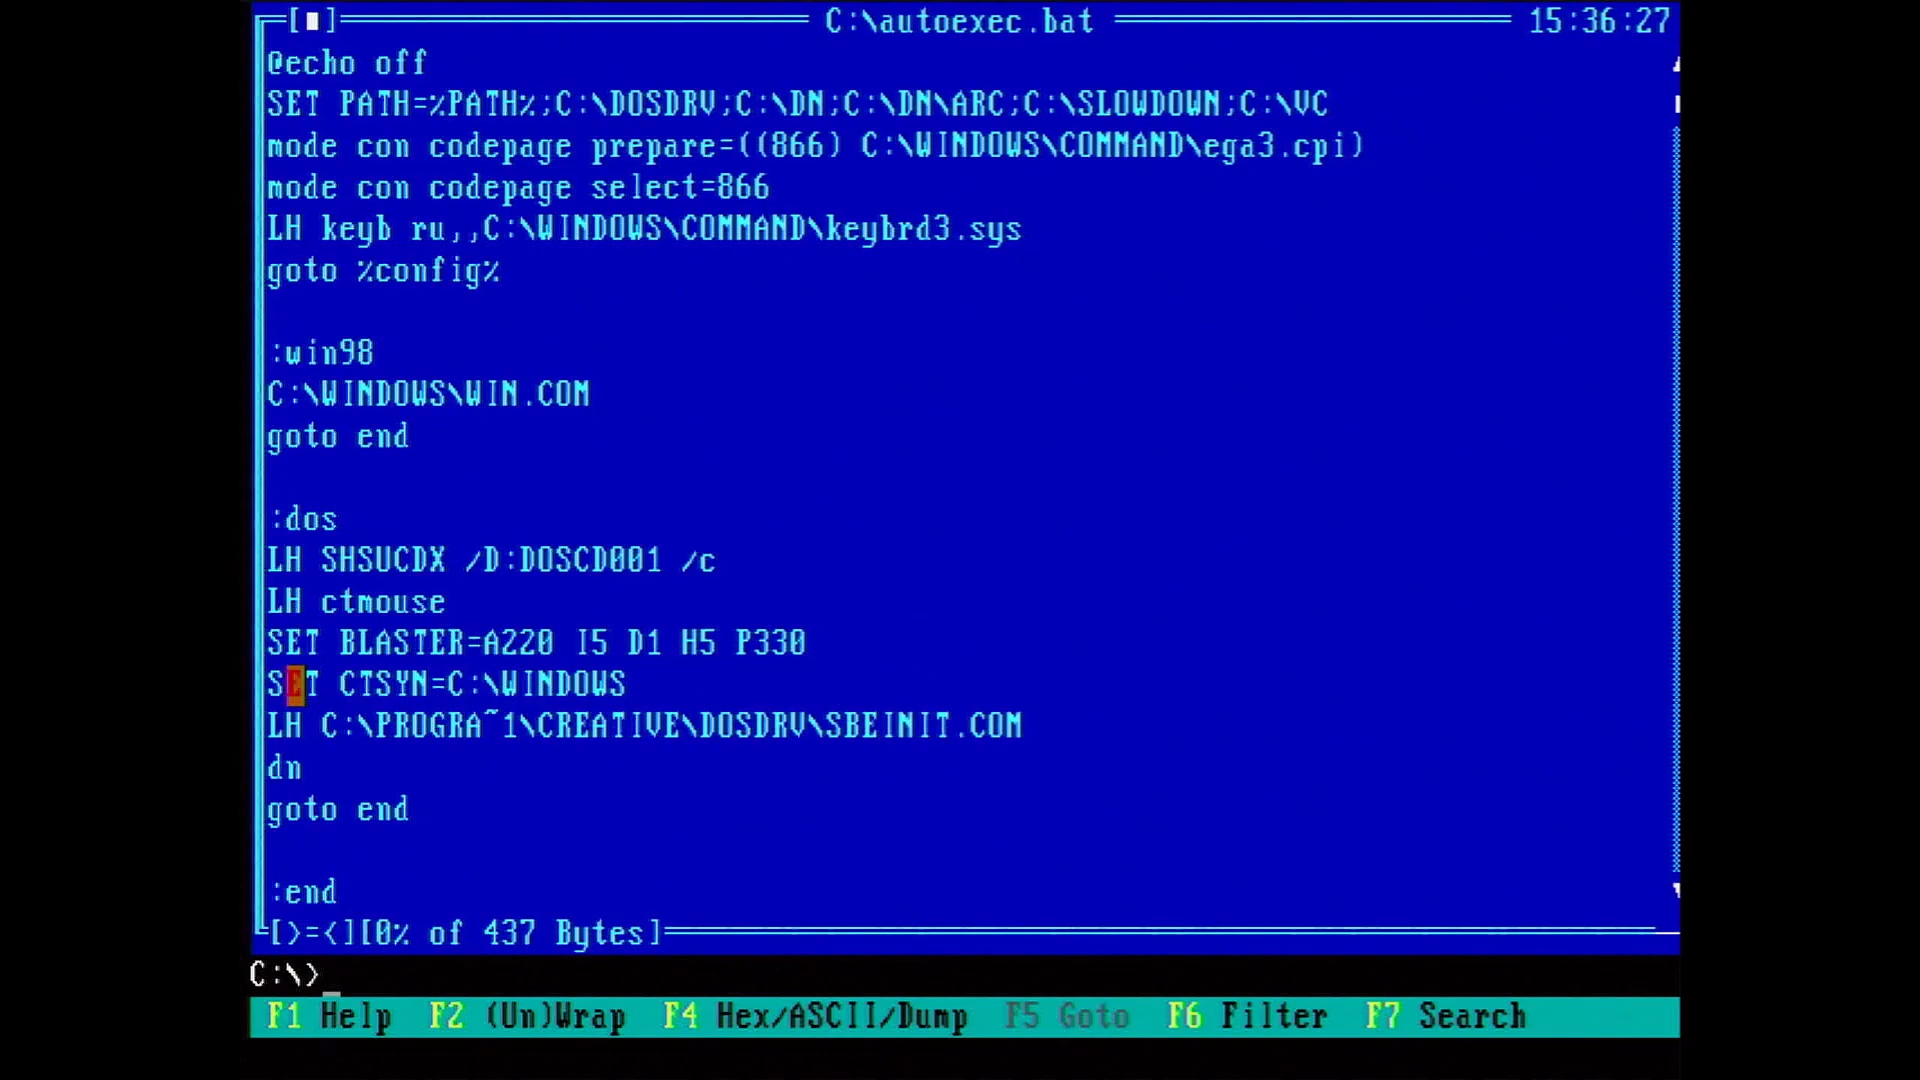 [■] C:\autoexec.bat 15:36:27
@echo off
SET PATH=%PATH%;C:\DOSDRV;C:\DN;C:\DN\ARC;C:\SLOWDOWN;C:\VC
mode con codepage prepare=((866) C:\WINDOWS\COMMAND\ega3.cpi)
mode con codepage select=866
LH keyb ru,,C:\WINDOWS\COMMAND\keybrd3.sys
goto %config%
:win98
C:\WINDOWS\WIN.COM
goto end
:dos
LH SHSUCDX /D:DOSCD001 /c
LH ctmouse
SET BLASTER=A220 I5 D1 H5 P330
SET CTSYN=C:\WINDOWS
LH C:\PROGRA~1\CREATIVE\DOSDRV\SBEINIT.COM
dn
goto end
:end
[>=<][0% of 437 Bytes]
C:\>
F1 Help F2 (Un)Wrap F4 Hex/ASCII/Dump F5 Goto F6 Filter F7 Search